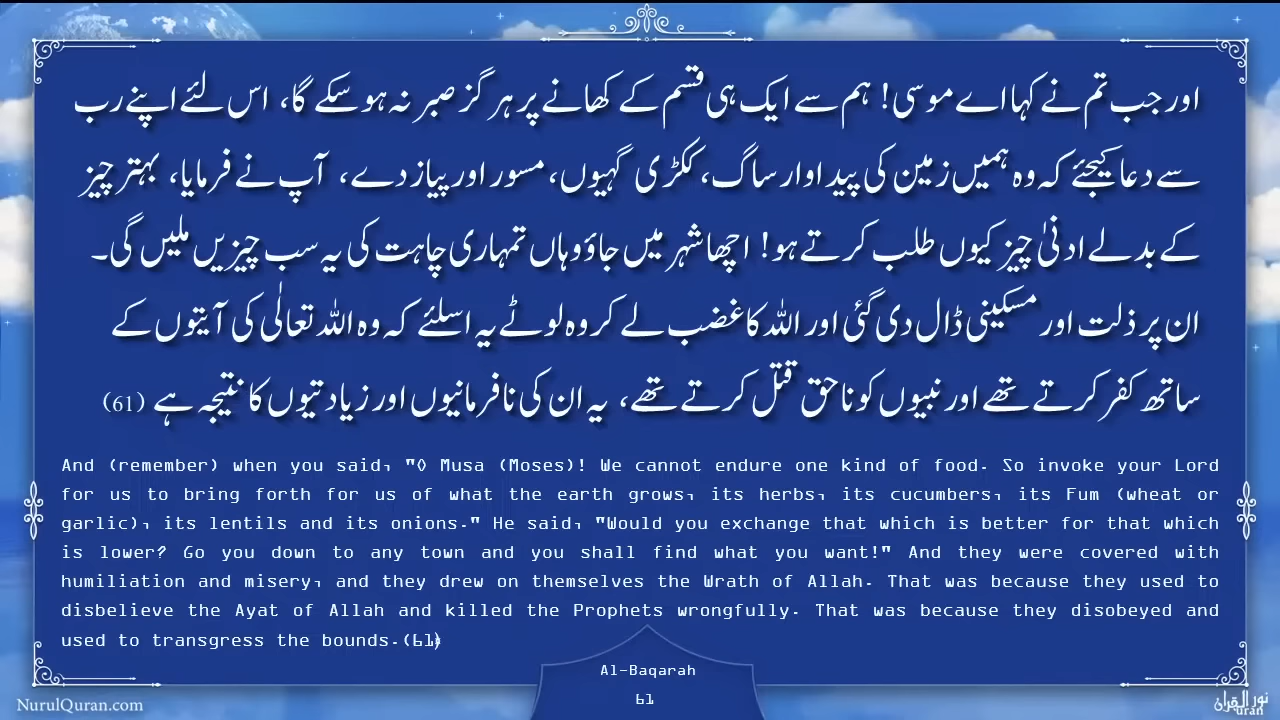 اور جب تم نے کہا اے موسی! ہم سے ایک ہی قسم کے کھانے پر ہرگز صبر نہ ہوسکے گا، اس لئے اپنے رب
سے دعا کیجئے کہ وه ہمیں زمین کی پیداوار ساگ، ککڑی گہیوں، مسور اور پیاز دے، آپ نے فرمایا، بہتر چیز
کے بدلے ادنیٰ چیز کیوں طلب کرتے ہو! اچھا شہر میں جاؤ وہاں تمہاری چاہت کی یہ سب چیزیں ملیں گی۔
ان پر ذلت اور مسکینی ڈال دی گئی اور اللہ کا غضب لے کر وه لوٹے یہ اسلئے کہ وه اللہ تعالٰی کی آیتوں کے
ساتھ کفر کرتے تھے اور نبیوں کو ناحق قتل کرتے تھے، یہ ان کی نافرمانیوں اور زیادتیوں کا نتیجہ ہے (61)
And (remember) when you said, "O Musa (Moses)! We cannot endure one kind of food. So invoke your Lord
for us to bring forth for us of what the earth grows, its herbs, its cucumbers, its Fum (wheat or
garlic), its lentils and its onions." He said, "Would you exchange that which is better for that which
is lower? Go you down to any town and you shall find what you want!" And they were covered with
humiliation and misery, and they drew on themselves the Wrath of Allah. That was because they used to
disbelieve the Ayat of Allah and killed the Prophets wrongfully. That was because they disobeyed and
used to transgress the bounds.(61)
Al-Baqarah
61
NurulQuran.com
نور القرآن
uran